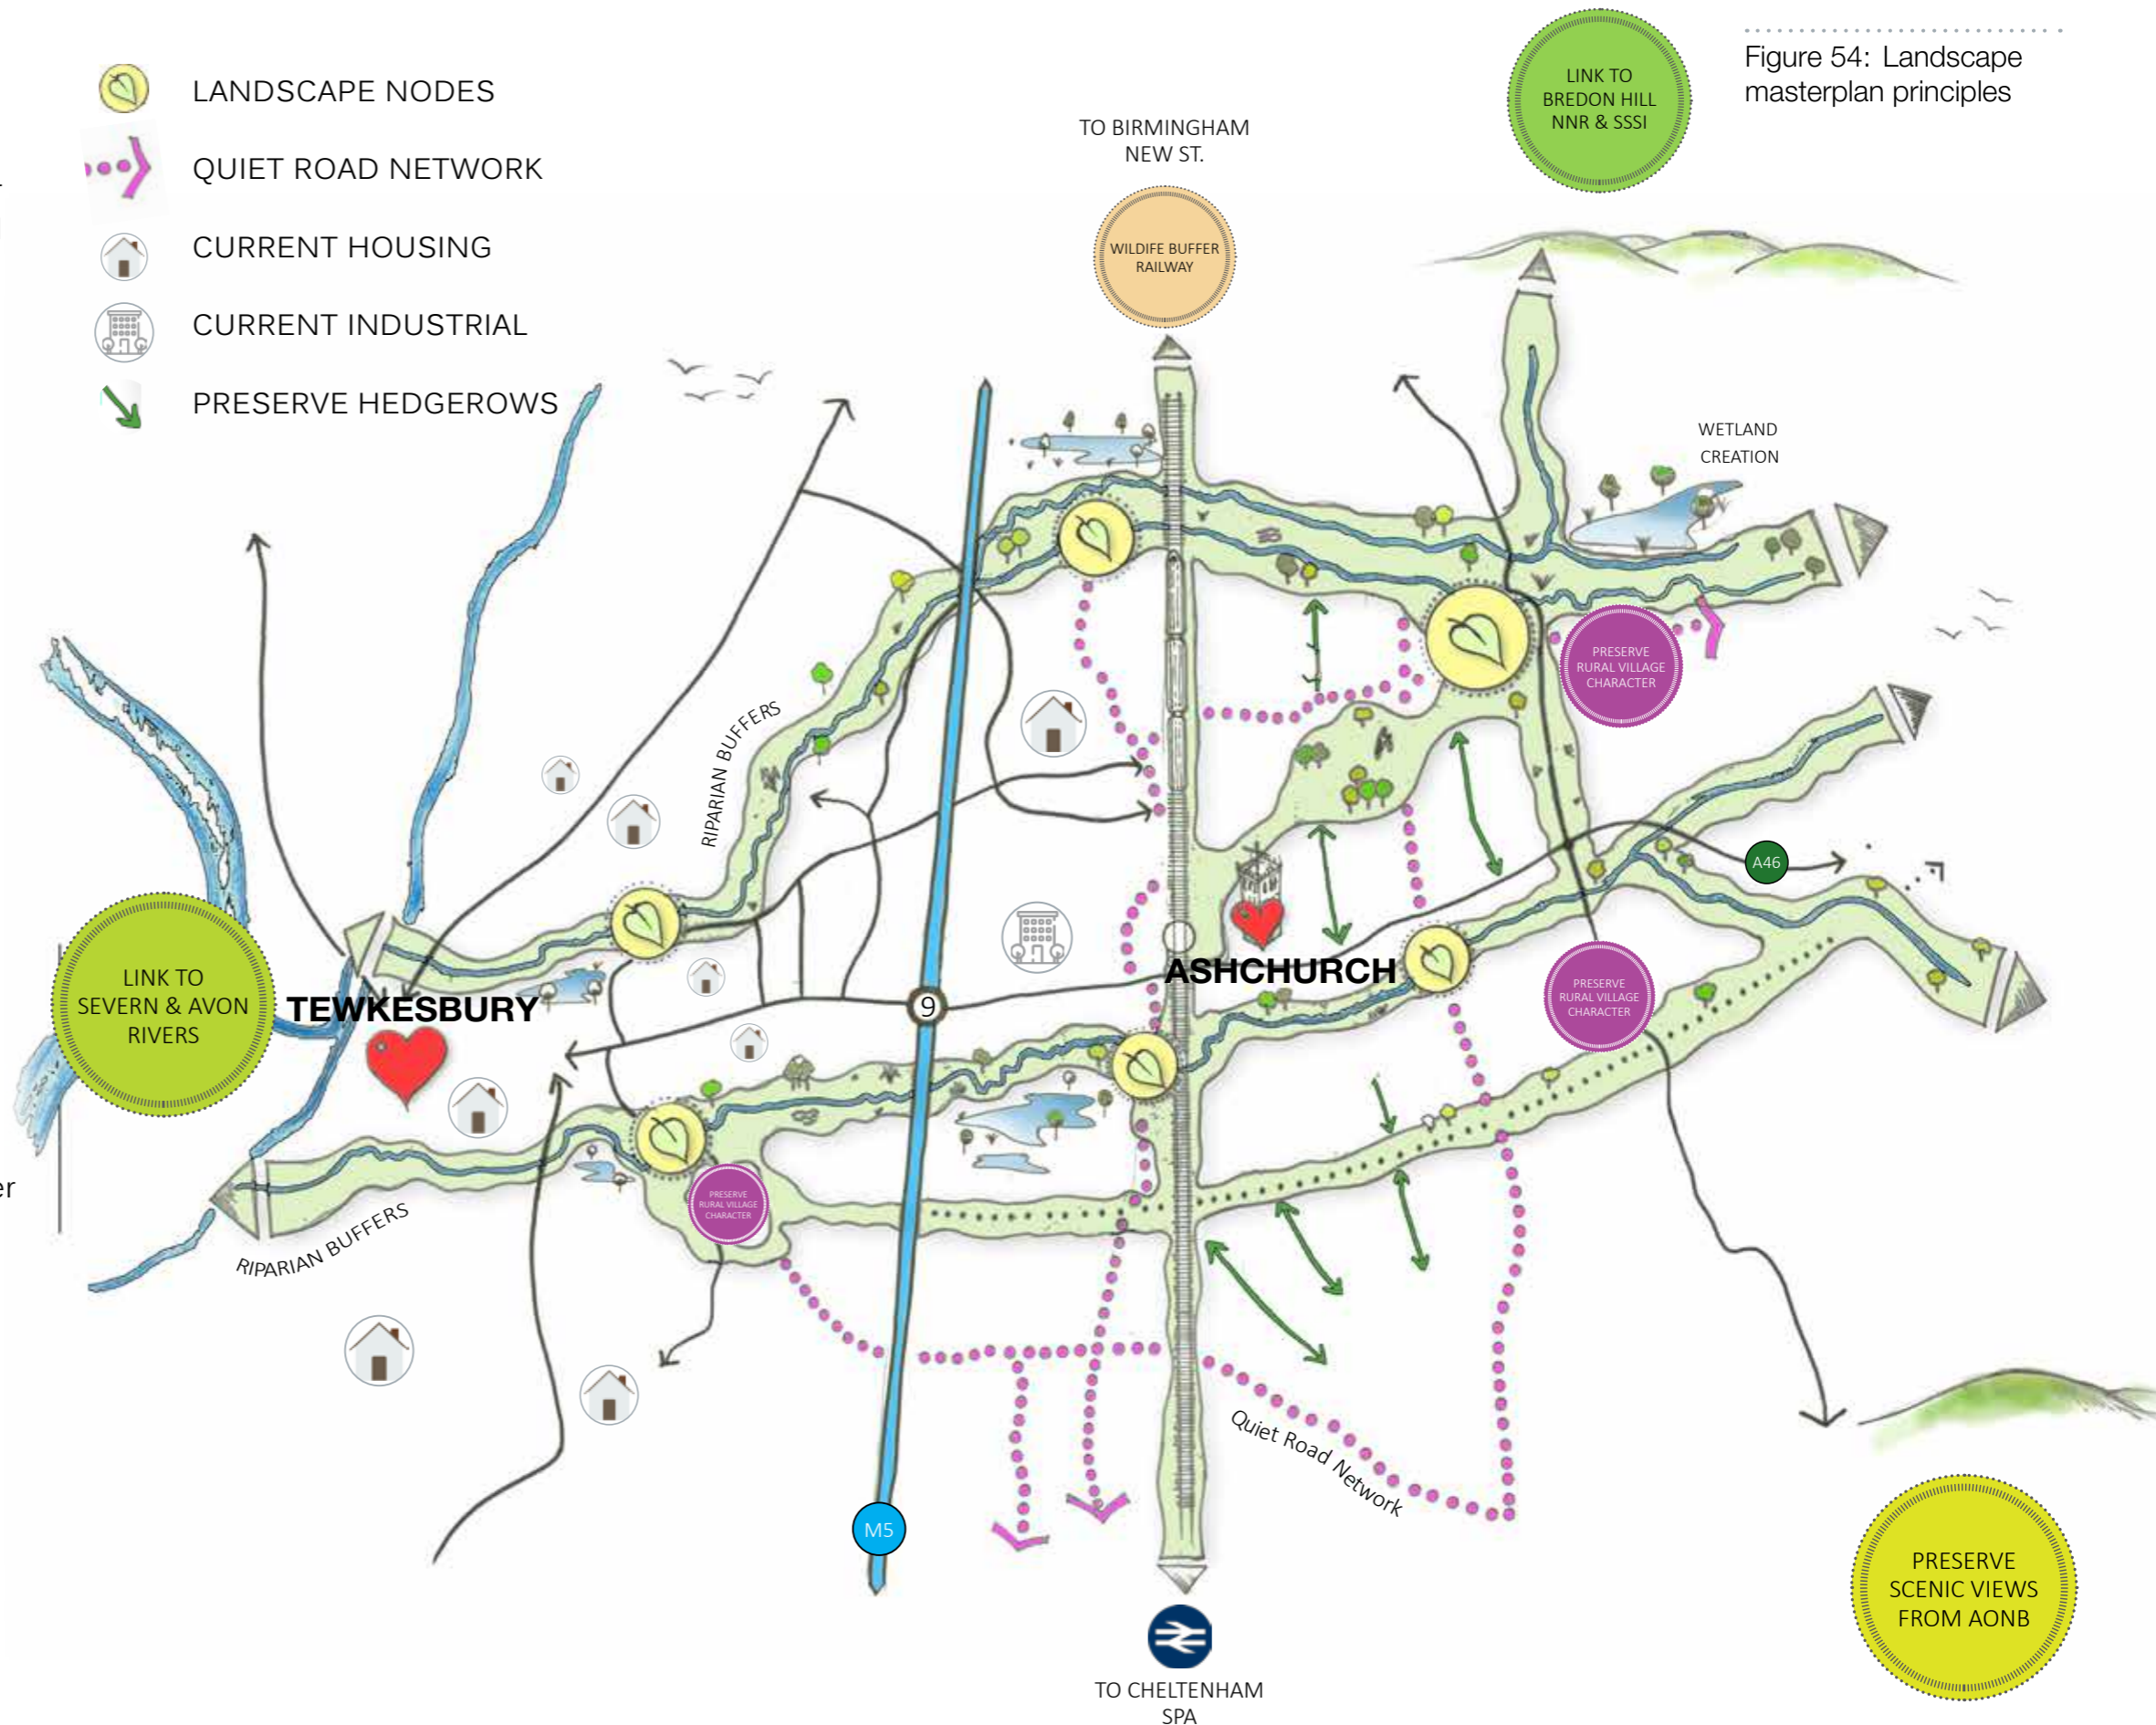 LANDSCAPE NODES
QUIET ROAD NETWORK
CURRENT HOUSING
CURRENT INDUSTRIAL
PRESERVE HEDGEROWS
Figure 54: Landscape
masterplan principles
LINK TO
BREDON HILL
NNR & SSSI
TO BIRMINGHAM
NEW ST.
WILDIFE BUFFER
RAILWAY
WETLAND
CREATION
PRESERVE
RURAL VILLAGE
CHARACTER
RIPARIAN BUFFERS
A46
LINK TO
SEVERN & AVON
RIVERS
TEWKESBURY
9
ASHCHURCH
PRESERVE
RURAL VILLAGE
CHARACTER
er
PRESERVE
RURAL VILLAGE
CHARACTER
RIPARIAN BUFFERS
Quiet Road Network
M5
PRESERVE
SCENIC VIEWS
FROM AONB
TO CHELTENHAM
SPA